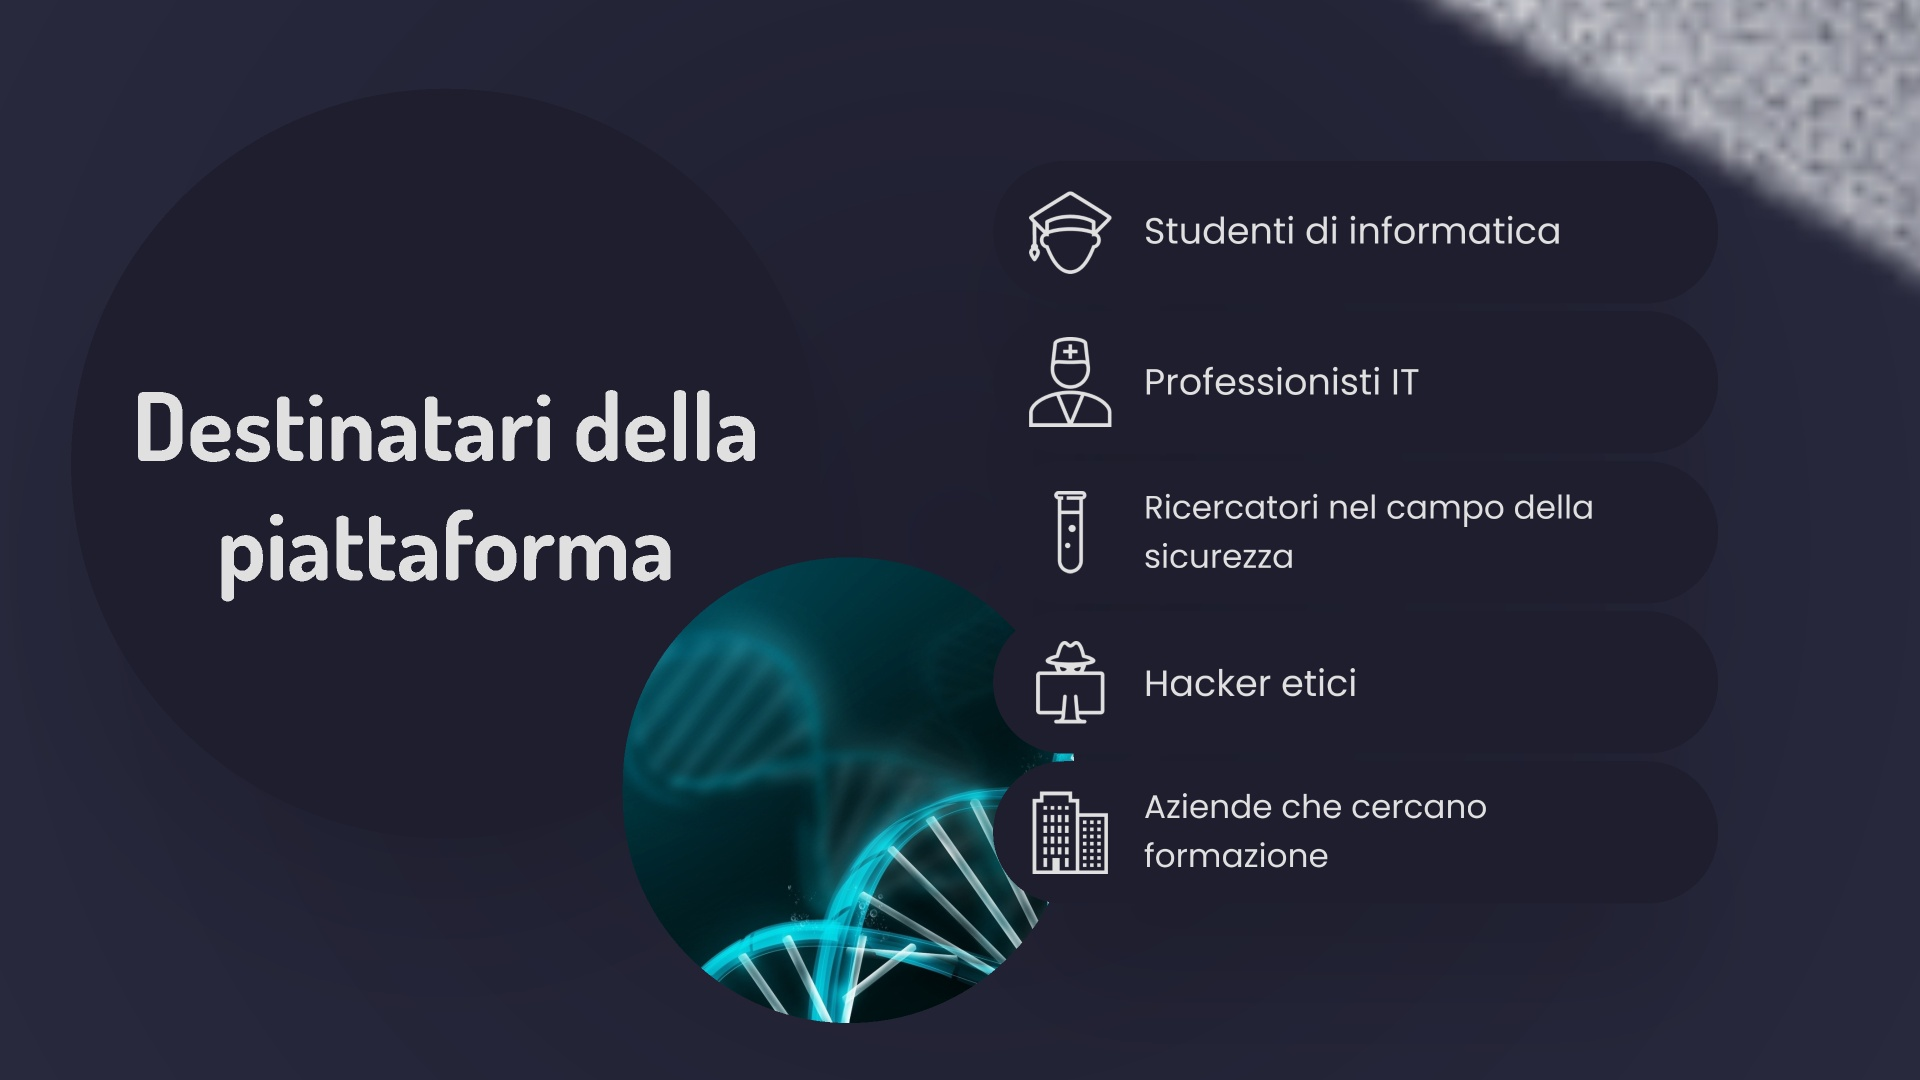 Destinatari della
piattaforma
Studenti di informatica
Professionisti IT
Ricercatori nel campo della
sicurezza
Hacker etici
Aziende che cercano
formazione